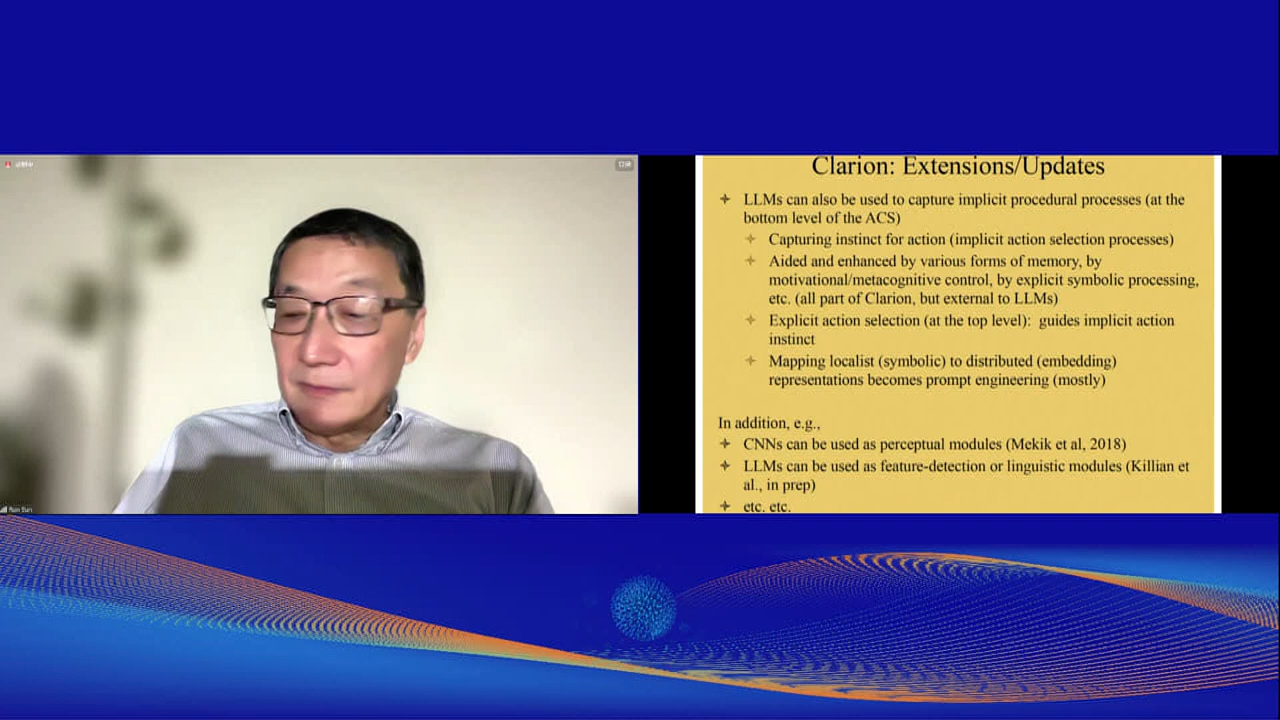 Clarion: Extensions/Updates
LLMs can also be used to capture implicit procedural processes (at the
bottom level of the ACS)
Capturing instinct for action (implicit action selection processes)
Aided and enhanced by various forms of memory, by
motivational/metacognitive control, by explicit symbolic processing,
etc. (all part of Clarion, but external to LLMs)
Explicit action selection (at the top level): guides implicit action
instinct
Mapping localist (symbolic) to distributed (embedding)
representations becomes prompt engineering (mostly)
In addition, e.g.,
CNNs can be used as perceptual modules (Mekik et al, 2018)
LLMs can be used as feature-detection or linguistic modules (Killian et
al., in prep)
etc. etc.
Ron Sun